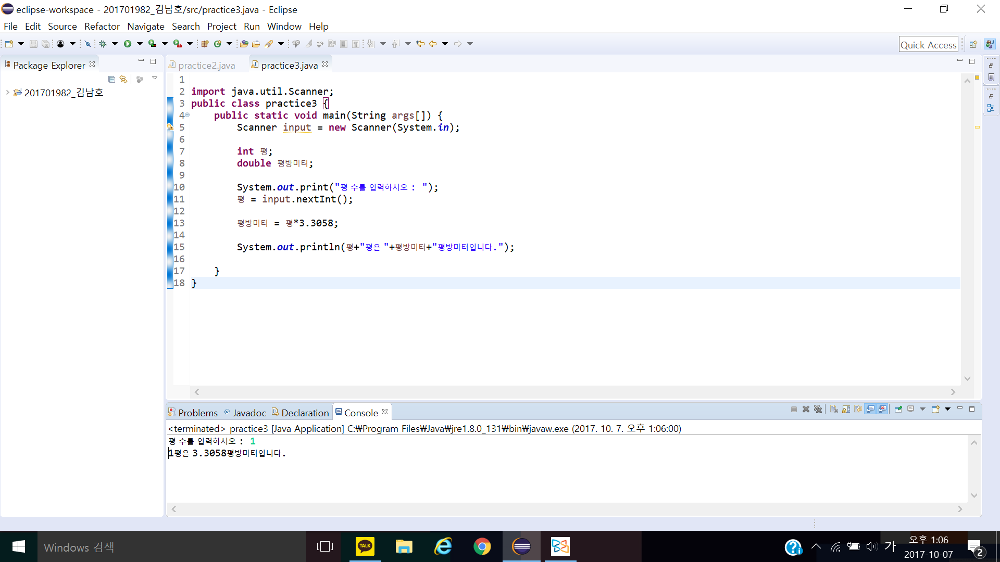 eclipse-workspace - 201701982_김남호/src/practice3.java - Eclipse
File Edit Source Refactor Navigate Search Project Run Window Help
Quick Access
Package Explorer
practice2.java practice3.java
201701982_김남호
1
2 import java.util.Scanner;
3 public class practice3 {
4 public static void main(String args[]) {
5 Scanner input = new Scanner(System.in);
6
7 int 평;
8 double 평방미터;
9
10 System.out.print("평 수를 입력하시오 : ");
11 평 = input.nextInt();
12
13 평방미터 = 평*3.3058;
14
15 System.out.println(평+"평은 "+평방미터+"평방미터입니다.");
16
17 }
18 }
Problems @ Javadoc Declaration Console
<terminated> practice3 [Java Application] C:₩Program Files₩Java₩jre1.8.0_131₩bin₩javaw.exe (2017. 10. 7. 오후 1:06:00)
평 수를 입력하시오 : 1
1평은 3.3058평방미터입니다.
Windows 검색
TALK
가
오후 1:06
2017-10-07
2